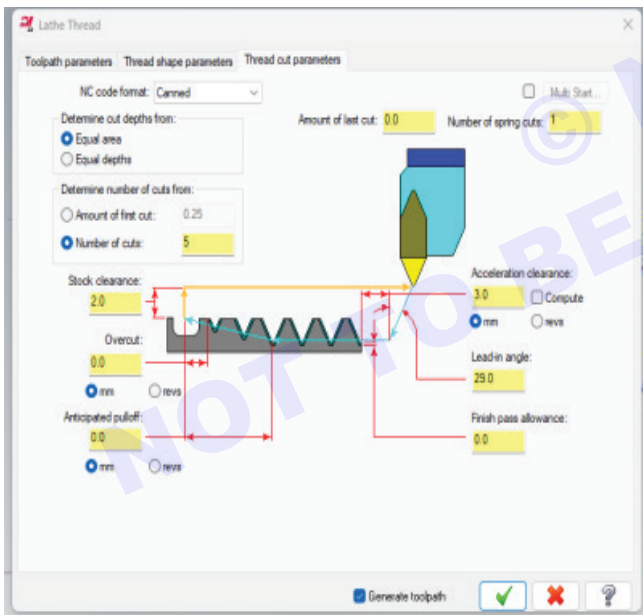 Lathe Thread
Toolpath parameters Thread shape parameters Thread cut parameters
NC code format: Canned
Multi Start...
Determine cut depths from:
Equal area
Equal depths
Amount of last cut: 0.0 Number of spring cuts: 1
Determine number of cuts from:
Amount of first cut: 0.25
Number of cuts: 5
Stock clearance:
2.0
Acceleration clearance:
3.0 Compute
mm revs
Overcut:
0.0
mm revs
Lead-in angle:
29.0
Anticipated pulloff:
0.0
mm revs
Finish pass allowance:
0.0
Generate toolpath
© N
NOT TO BE